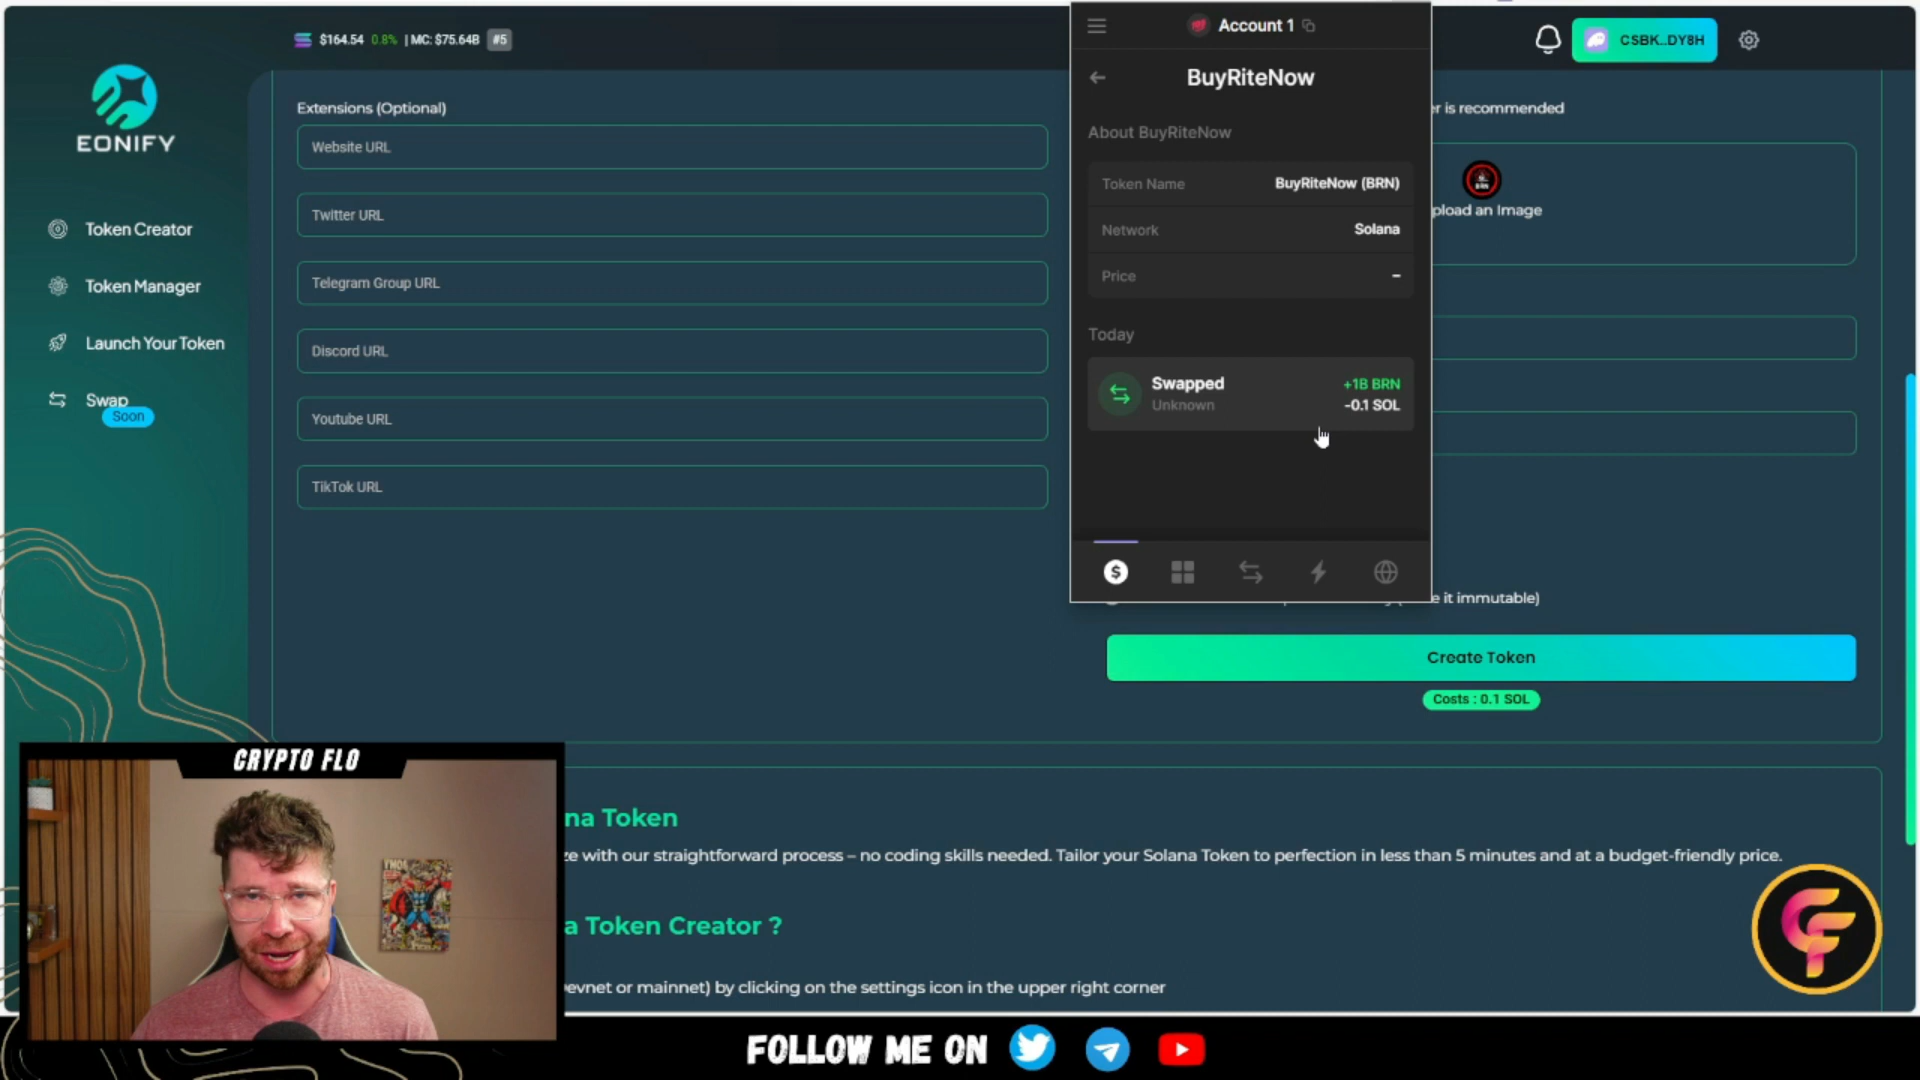 $164.54 0.8% | MC: $75.64B #5
CSBK...DY8H
EONIFY
Token Creator
Token Manager
Launch Your Token
Swap
Soon
Extensions (Optional)
Website URL
Twitter URL
Telegram Group URL
Discord URL
Youtube URL
TikTok URL
Account 1
BuyRiteNow
About BuyRiteNow
Token Name BuyRiteNow (BRN)
Network Solana
Price –
Today
Swapped +1B BRN
Unknown -0.1 SOL
is recommended
BRN
pload an Image
it immutable)
Create Token
Costs : 0.1 SOL
CRYPTO FLO
na Token
ze with our straightforward process – no coding skills needed. Tailor your Solana Token to perfection in less than 5 minutes and at a budget-friendly price.
a Token Creator ?
evnet or mainnet) by clicking on the settings icon in the upper right corner
FOLLOW ME ON